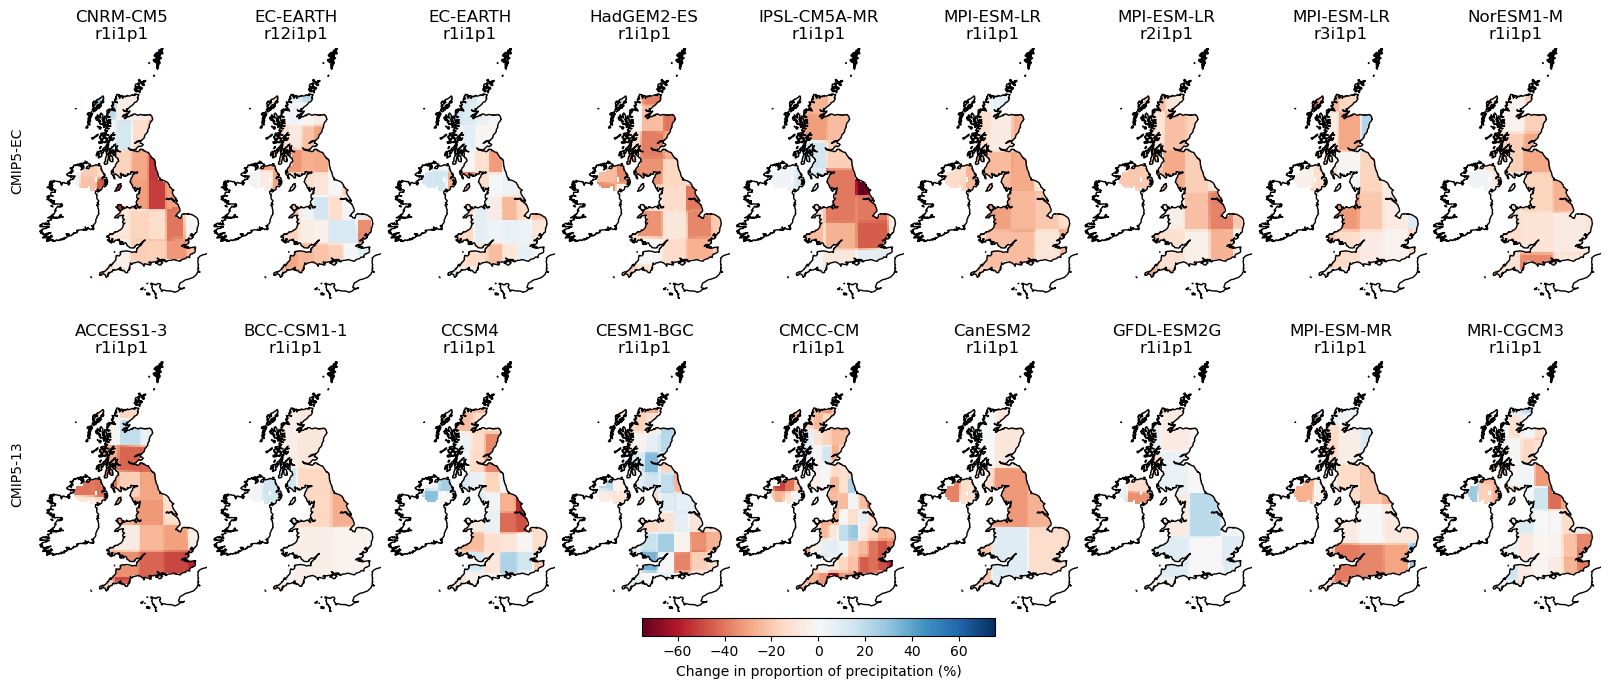 CNRM-CM5 EC-EARTH EC-EARTH HadGEM2-ES IPSL-CM5A-MR MPI-ESM-LR MPI-ESM-LR MPI-ESM-LR NorESM1-M
r1i1p1 r12i1p1 r1i1p1 r1i1p1 r1i1p1 r1i1p1 r2i1p1 r3i1p1 r1i1p1
CMIP5-EC
ACCESS1-3 BCC-CSM1-1 CCSM4 CESM1-BGC CMCC-CM CanESM2 GFDL-ESM2G MPI-ESM-MR MRI-CGCM3
r1i1p1 r1i1p1 r1i1p1 r1i1p1 r1i1p1 r1i1p1 r1i1p1 r1i1p1 r1i1p1
CMIP5-13
−60 −40 −20 0 20 40 60
Change in proportion of precipitation (%)